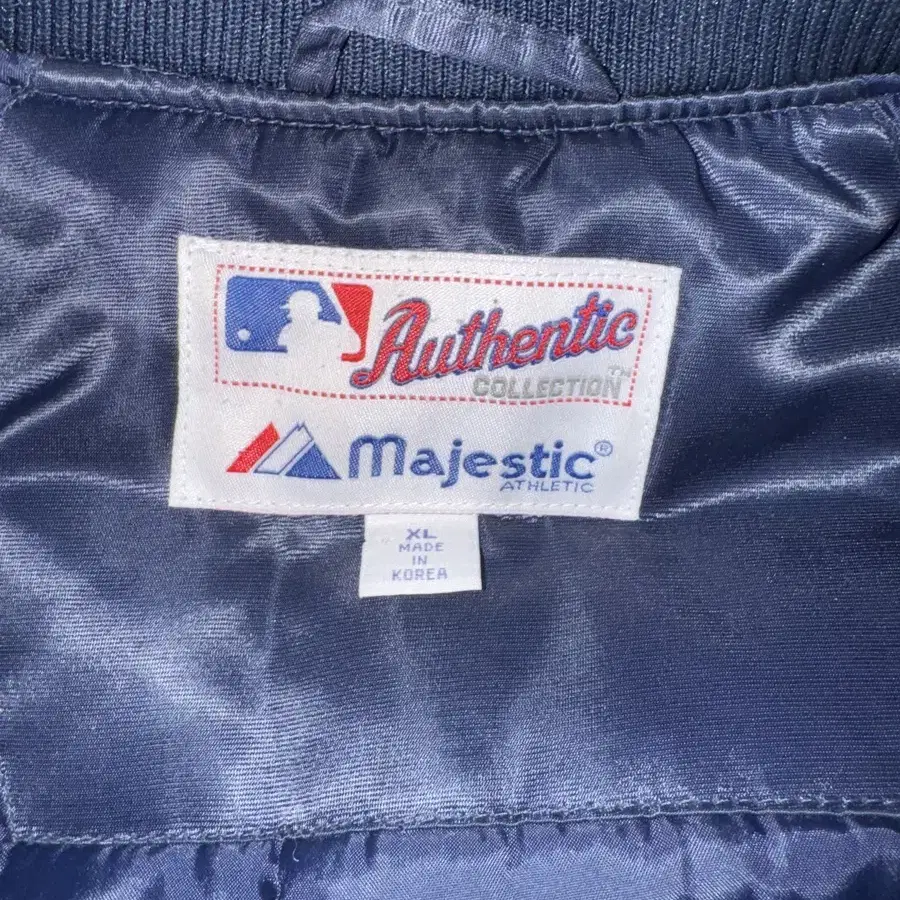 Authentic
COLLECTION™
Majestic®
ATHLETIC
XL
MADE
IN
KOREA